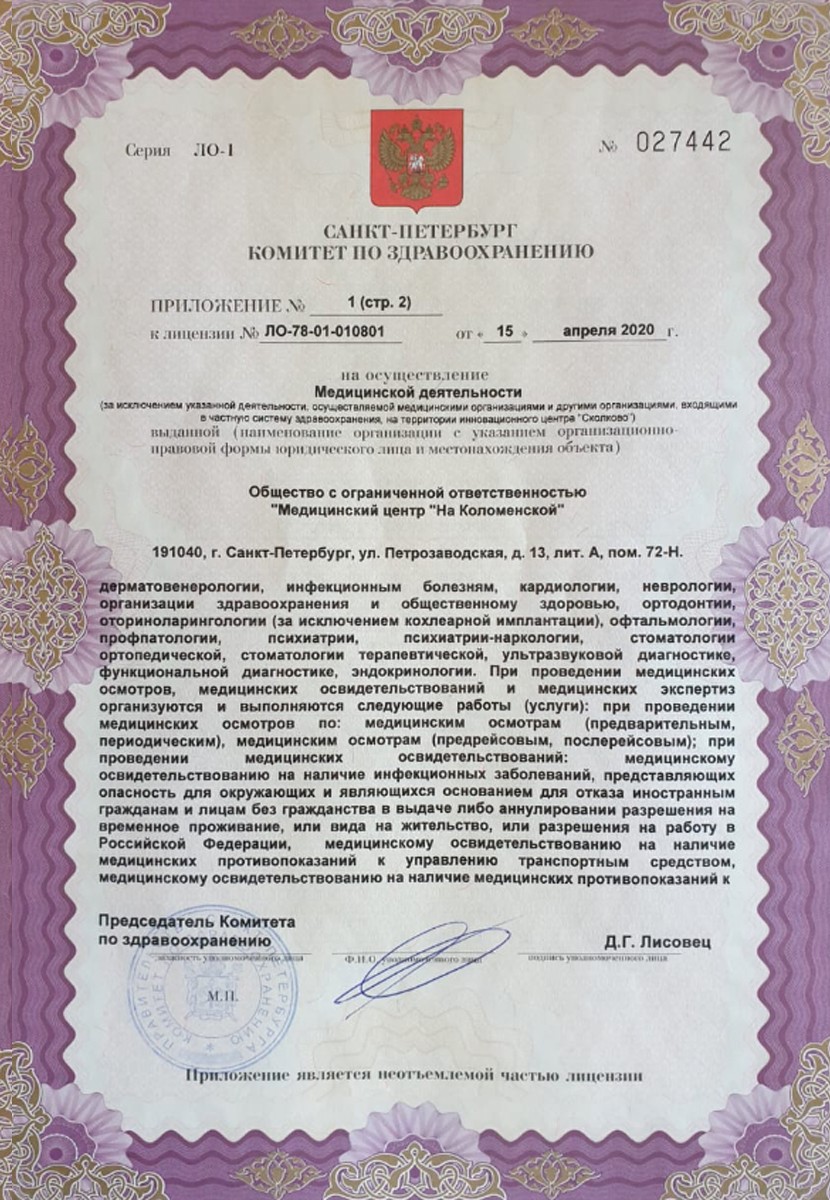 Серия ЛО-1
№ 027442
САНКТ-ПЕТЕРБУРГ
КОМИТЕТ ПО ЗДРАВООХРАНЕНИЮ
ПРИЛОЖЕНИЕ № 1 (стр. 2)
к лицензии № ЛО-78-01-010801 от « 15 » апреля 2020 г.
на осуществление
Медицинской деятельности
(за исключением указанной деятельности, осуществляемой медицинскими организациями и другими организациями, входящими
в частную систему здравоохранения, на территории инновационного центра "Сколково")
выданной (наименование организации с указанием организационно-
правовой формы юридического лица и местонахождения объекта)
Общество с ограниченной ответственностью
"Медицинский центр "На Коломенской"
191040, г. Санкт-Петербург, ул. Петрозаводская, д. 13, лит. А, пом. 72-Н.
дерматовенерологии, инфекционным болезням, кардиологии, неврологии,
организации здравоохранения и общественному здоровью, ортодонтии,
оториноларингологии (за исключением кохлеарной имплантации), офтальмологии,
профпатологии, психиатрии, психиатрии-наркологии, стоматологии
ортопедической, стоматологии терапевтической, ультразвуковой диагностике,
функциональной диагностике, эндокринологии. При проведении медицинских
осмотров, медицинских освидетельствований и медицинских экспертиз
организуются и выполняются следующие работы (услуги): при проведении
медицинских осмотров по: медицинским осмотрам (предварительным,
периодическим), медицинским осмотрам (предрейсовым, послерейсовым); при
проведении медицинских освидетельствований: медицинскому
освидетельствованию на наличие инфекционных заболеваний, представляющих
опасность для окружающих и являющихся основанием для отказа иностранным
гражданам и лицам без гражданства в выдаче либо аннулировании разрешения на
временное проживание, или вида на жительство, или разрешения на работу в
Российской Федерации, медицинскому освидетельствованию на наличие
медицинских противопоказаний к управлению транспортным средством,
медицинскому освидетельствованию на наличие медицинских противопоказаний к
Председатель Комитета
по здравоохранению
Д.Г. Лисовец
должность уполномоченного лица
Ф.И.О. уполномоченного лица
подпись уполномоченного лица
М.П.
Приложение является неотъемлемой частью лицензии